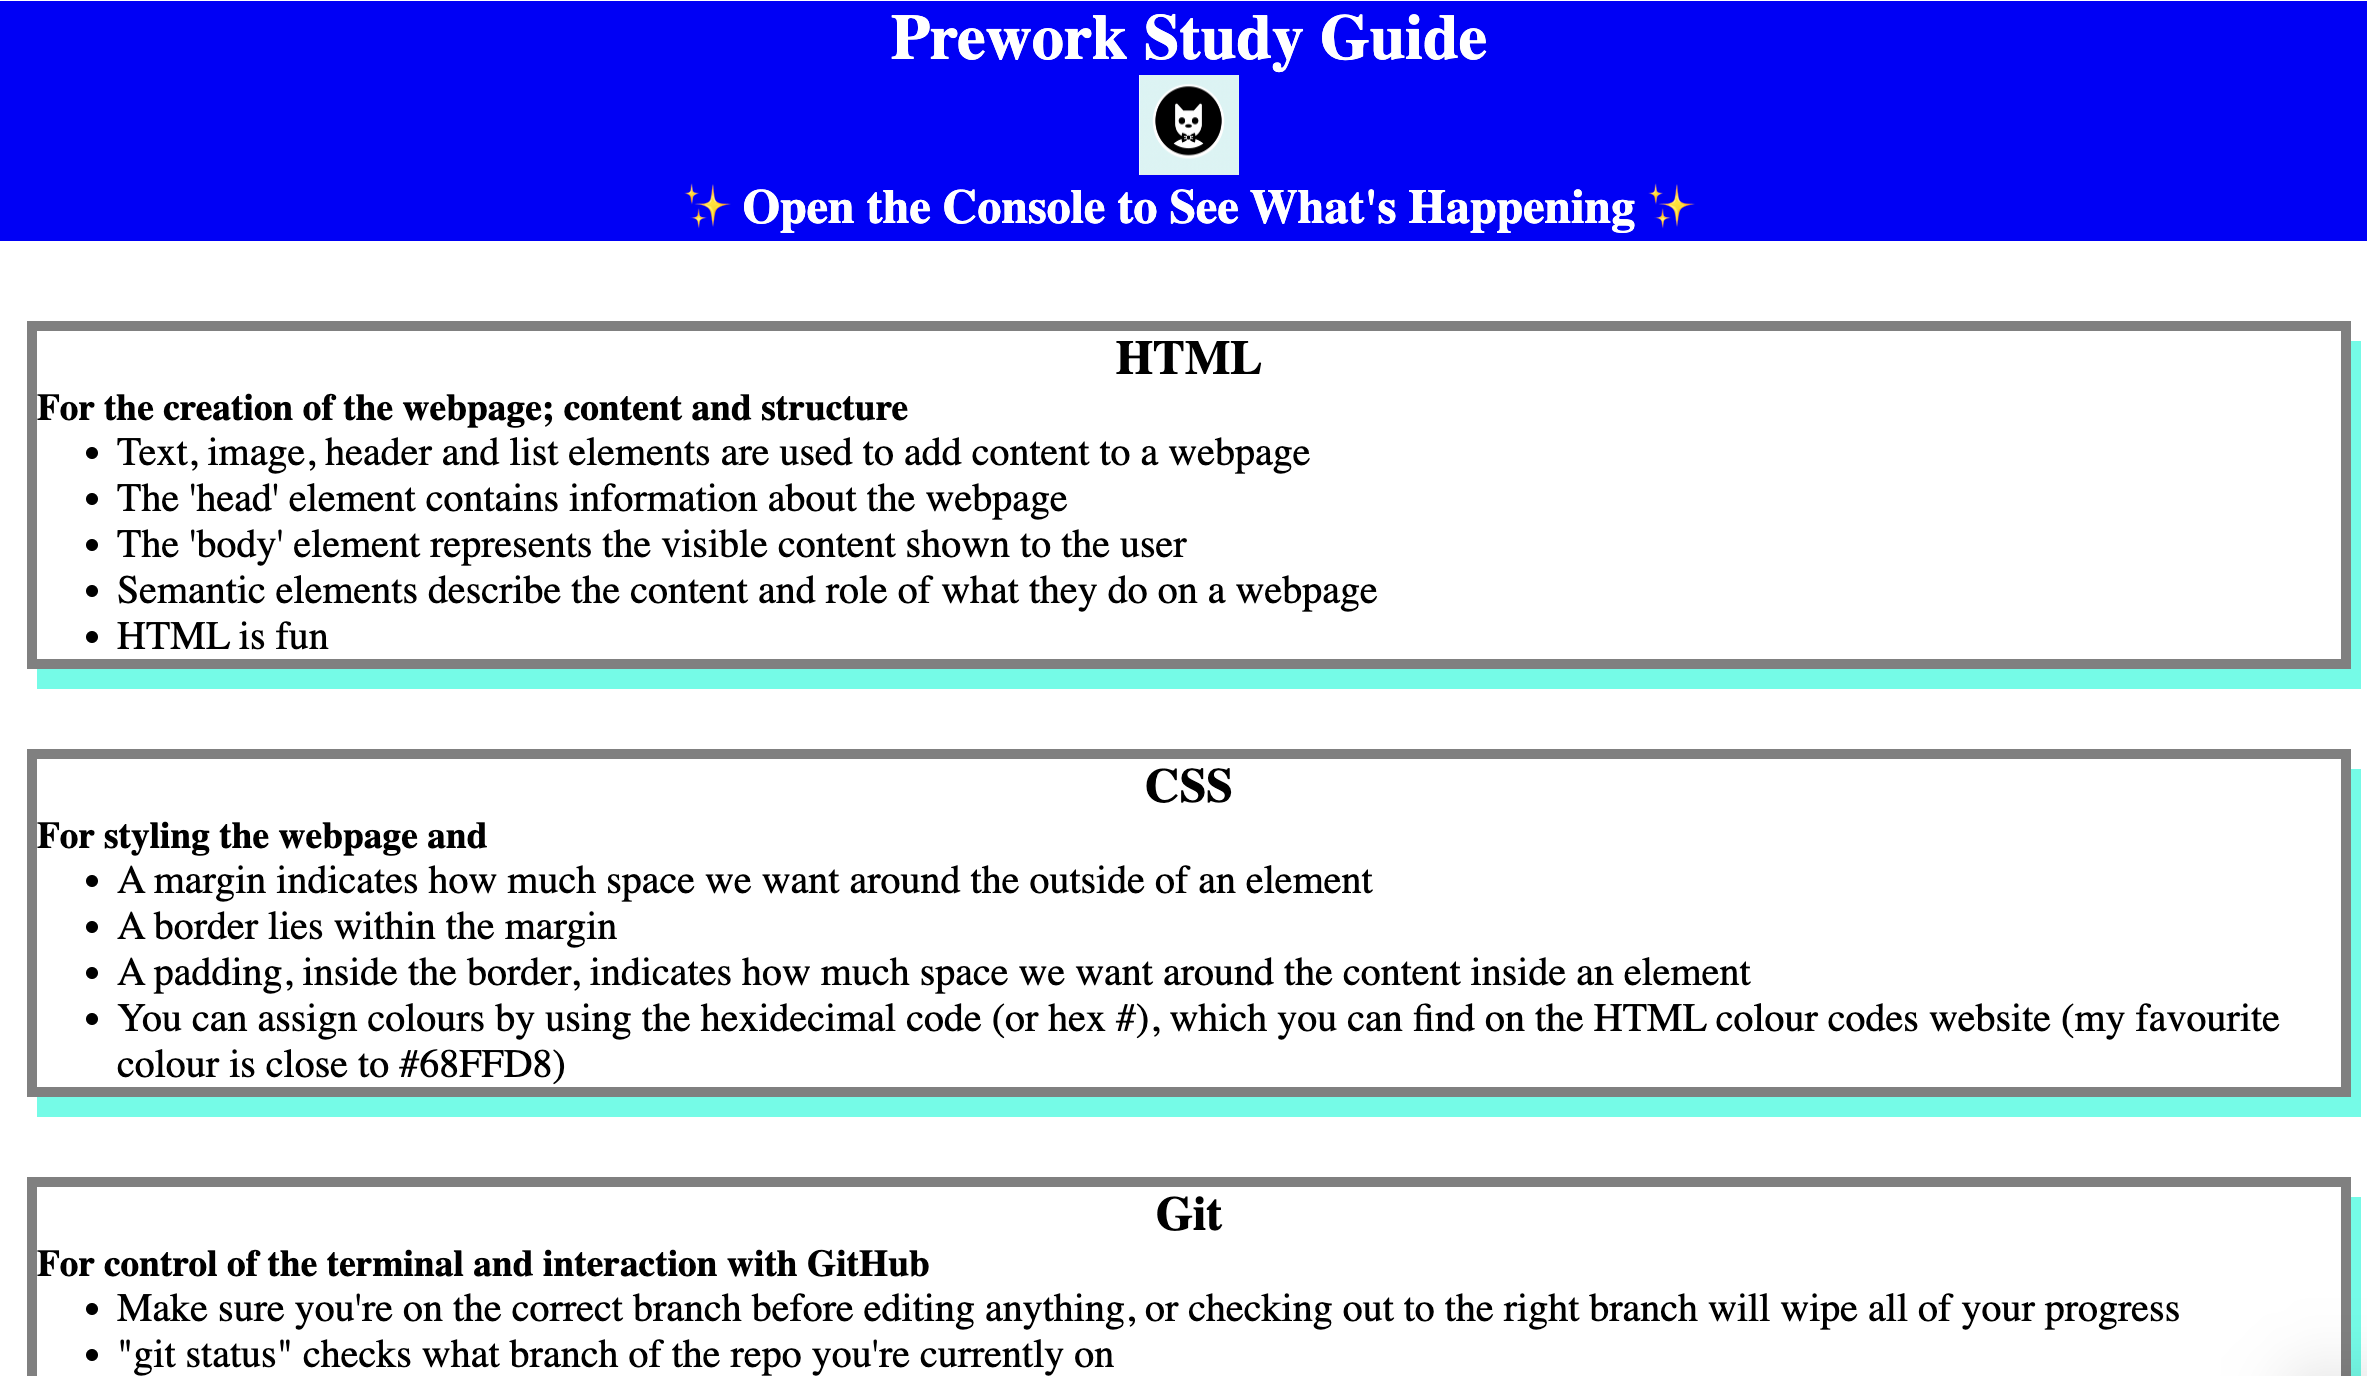 Prework Study Guide
✨ Open the Console to See What's Happening ✨
HTML
For the creation of the webpage; content and structure
• Text, image, header and list elements are used to add content to a webpage
• The 'head' element contains information about the webpage
• The 'body' element represents the visible content shown to the user
• Semantic elements describe the content and role of what they do on a webpage
• HTML is fun
CSS
For styling the webpage and
• A margin indicates how much space we want around the outside of an element
• A border lies within the margin
• A padding, inside the border, indicates how much space we want around the content inside an element
• You can assign colours by using the hexidecimal code (or hex #), which you can find on the HTML colour codes website (my favourite
colour is close to #68FFD8)
Git
For control of the terminal and interaction with GitHub
• Make sure you're on the correct branch before editing anything, or checking out to the right branch will wipe all of your progress
• "git status" checks what branch of the repo you're currently on